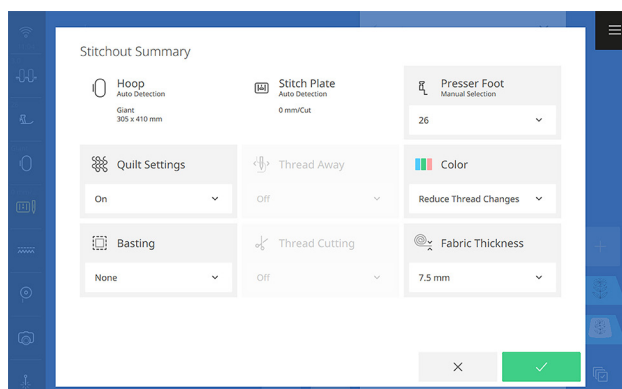 Stitchout Summary
Hoop
Auto Detection
Giant
305 x 410 mm
Stitch Plate
Auto Detection
0 mm/Cut
Presser Foot
Manual Selection
26
Quilt Settings
On
Thread Away
Off
Color
Reduce Thread Changes
Basting
None
Thread Cutting
Off
Fabric Thickness
7.5 mm